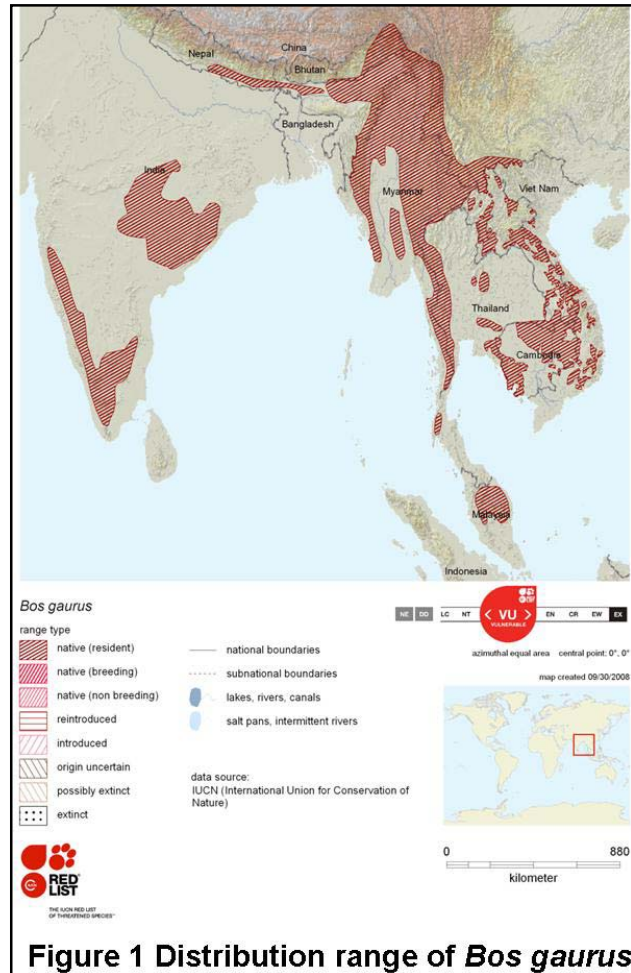 China
Nepal
Bhutan
Bangladesh
India
Myanmar
Viet Nam
Thailand
Cambodia
Malaysia
Indonesia
Bos gaurus
range type
native (resident)
native (breeding)
native (non breeding)
reintroduced
introduced
origin uncertain
possibly extinct
extinct
national boundaries
subnational boundaries
lakes, rivers, canals
salt pans, intermittent rivers
data source:
IUCN (International Union for Conservation of
Nature)
NE DD LC NT < VU > EN CR EW EX
VULNERABLE
azimuthal equal area central point: 0°, 0°
map created 09/30/2008
0 880
kilometer
RED
LIST
THE IUCN RED LIST
OF THREATENED SPECIES™
Figure 1 Distribution range of Bos gaurus